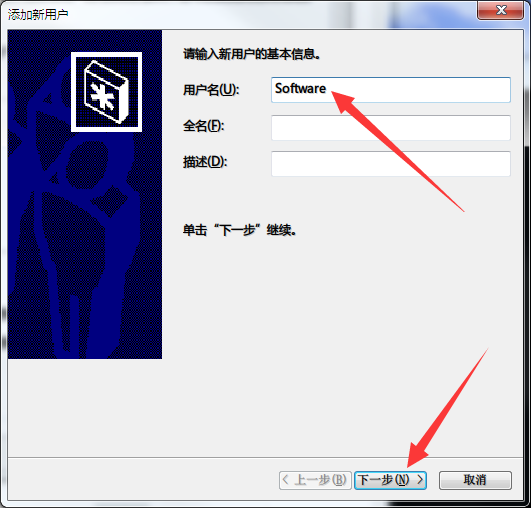 添加新用户
请输入新用户的基本信息。
用户名(U):
Software
全名(F):
描述(D):
单击“下一步”继续。
< 上一步(B)
下一步(N) >
取消